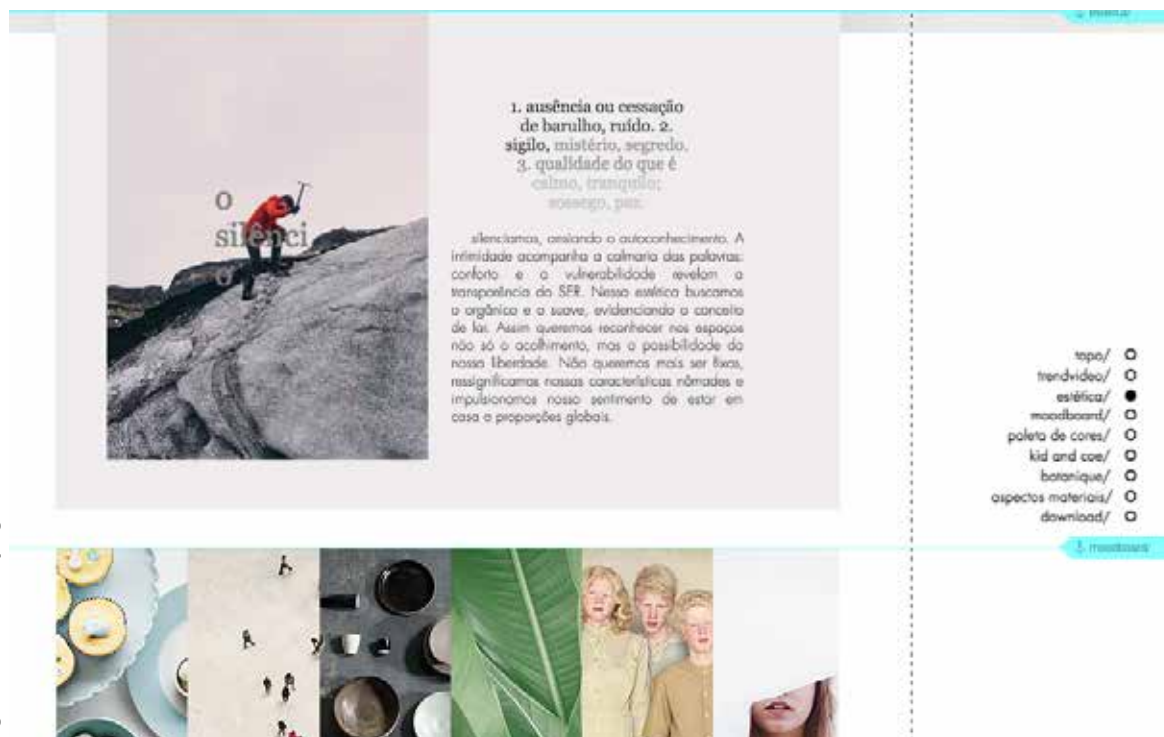 estética
o
silênci
o
1. ausência ou cessação
de barulho, ruído. 2.
sigilo, mistério, segredo.
3. qualidade do que é
calmo, tranquilo;
sossego, paz.
silenciamos, ansiando o autoconhecimento. A
intimidade acompanha a calmaria das palavras:
conforto e a vulnerabilidade revelam a
transparência do SER. Nessa estética buscamos
o orgânico e o suave, evidenciando o conceito
de lar. Assim queremos reconhecer nos espaços
não só o acolhimento, mas a possibilidade da
nossa liberdade. Não queremos mais ser fixos,
ressignificamos nossas características nômades e
impulsionamos nosso sentimento de estar em
casa a proporções globais.
topo/
trendvideo/
estética/
moodboard/
paleta de cores/
kid and coe/
botanique/
aspectos materiais/
download/
moodboard